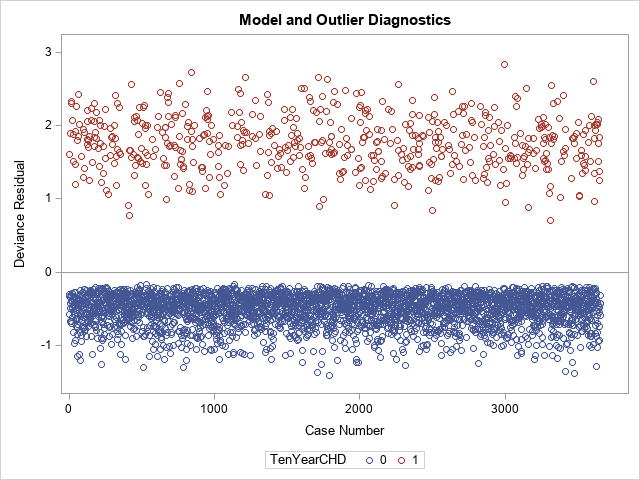 Model and Outlier Diagnostics
3
2
1
0
-1
Deviance Residual
0 1000 2000 3000
Case Number
TenYearCHD 0 1